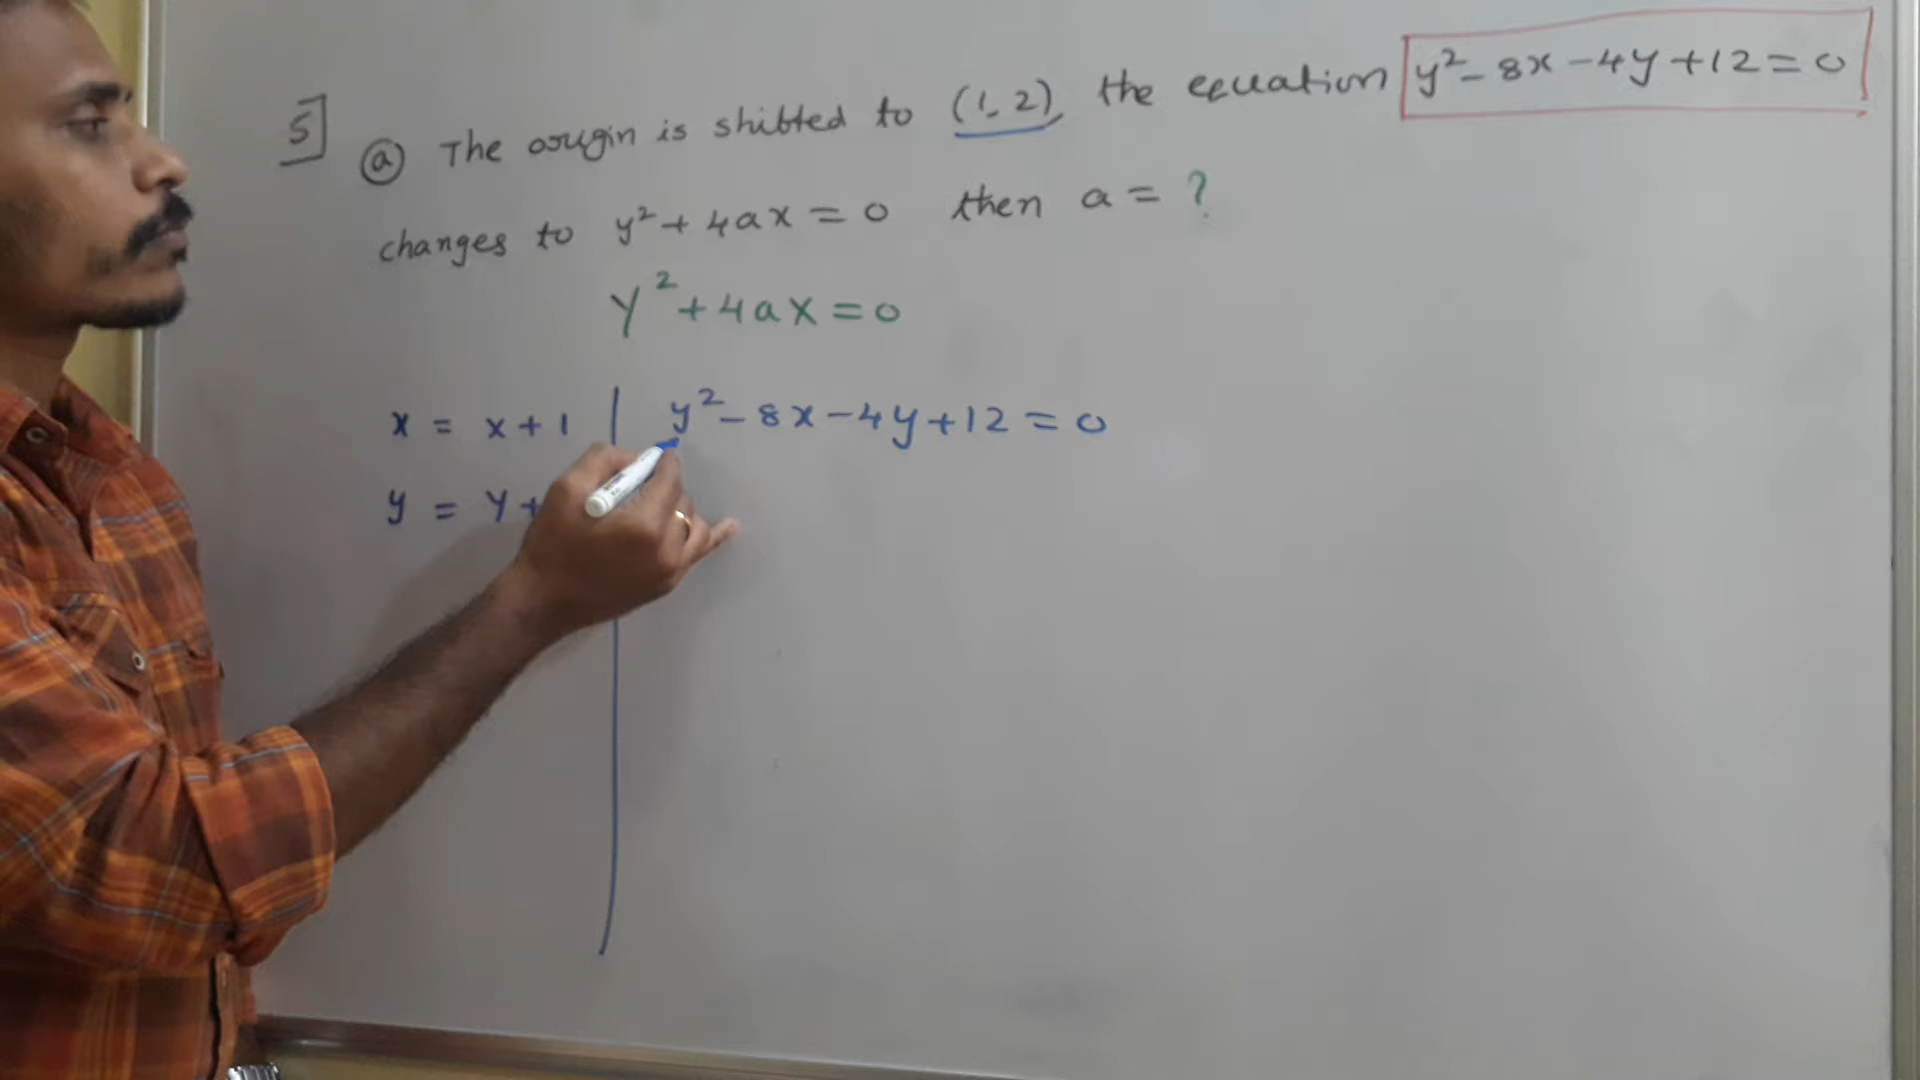 5] ⓐ The origin is shifted to (1, 2), the equation y² - 8x - 4y + 12 = 0
changes to y² + 4ax = 0 then a = ?
Y² + 4aX = 0
x = x + 1 | y² - 8x - 4y + 12 = 0
y = Y +